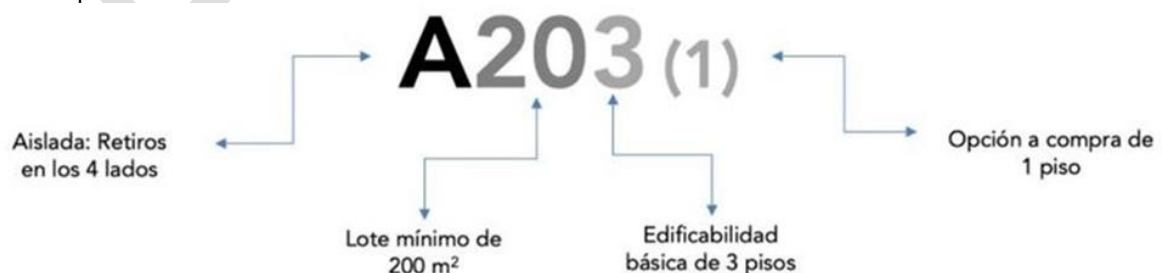 A203 (1)
Aislada: Retiros
en los 4 lados
Opción a compra de
1 piso
Lote mínimo de
200 m²
Edificabilidad
básica de 3 pisos